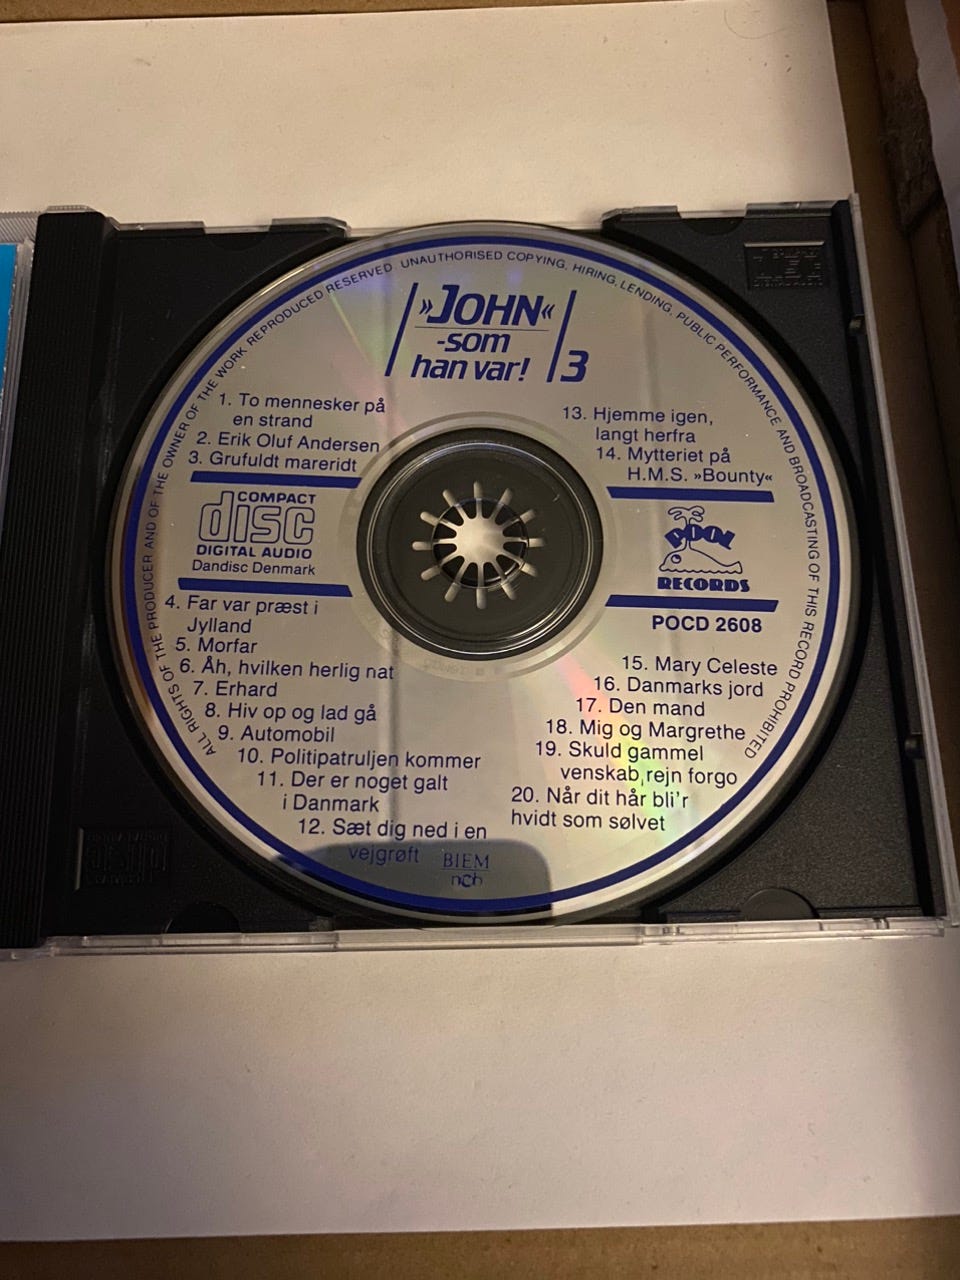 ALL RIGHTS OF THE PRODUCER AND OF THE OWNER OF THE WORK REPRODUCED RESERVED UNAUTHORISED COPYING, HIRING, LENDING, PUBLIC PERFORMANCE AND BROADCASTING OF THIS RECORD PROHIBITED
»JOHN«
-som
han var!
3
1. To mennesker på
en strand
2. Erik Oluf Andersen
3. Grufuldt mareridt
COMPACT
disc
DIGITAL AUDIO
Dandisc Denmark
4. Far var præst i
Jylland
5. Morfar
6. Åh, hvilken herlig nat
7. Erhard
8. Hiv op og lad gå
9. Automobil
10. Politipatruljen kommer
11. Der er noget galt
i Danmark
12. Sæt dig ned i en
vejgrøft
BIEM
ncb
13. Hjemme igen,
langt herfra
14. Mytteriet på
H.M.S. »Bounty«
POOL
RECORDS
POCD 2608
15. Mary Celeste
16. Danmarks jord
17. Den mand
18. Mig og Margrethe
19. Skuld gammel
venskab, rejn forgo
20. Når dit hår bli'r
hvidt som sølvet